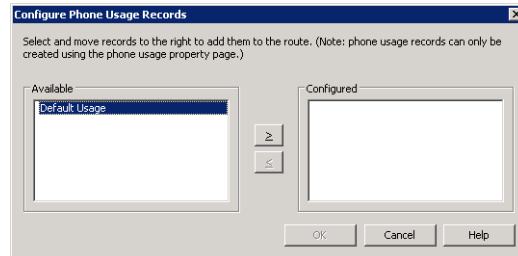 Configure Phone Usage Records
Select and move records to the right to add them to the route. (Note: phone usage records can only be
created using the phone usage property page.)
Available
Configured
Default Usage
≥
≤
OK
Cancel
Help